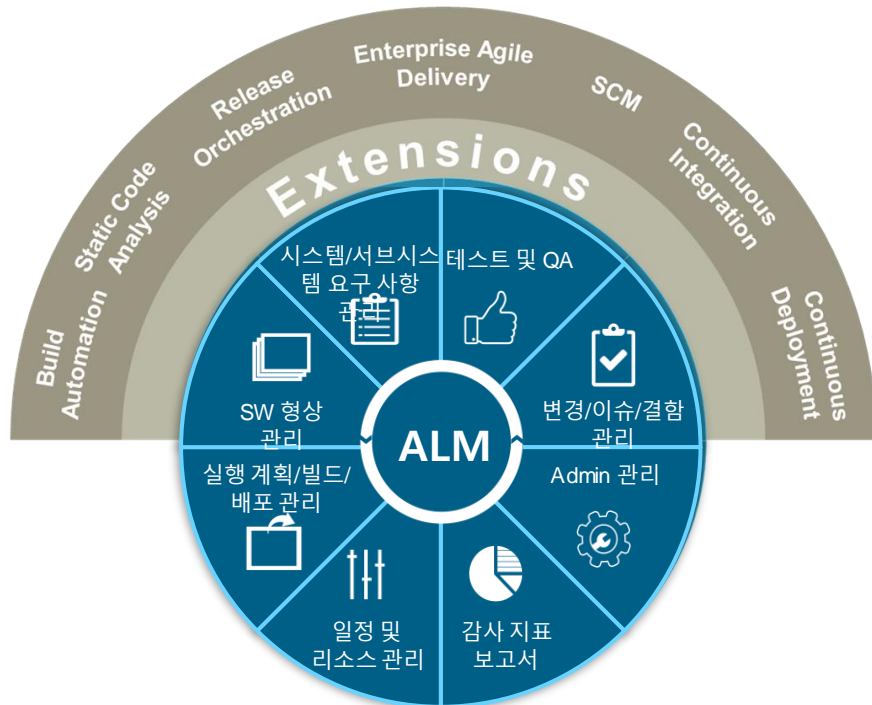 Enterprise Agile
Delivery
Release
Orchestration
SCM
Static Code
Analysis
Continuous
Integration
Build
Automation
Continuous
Deployment
Extensions
시스템/서브시스
템 요구 사항
관리
테스트 및 QA
SW 형상
관리
변경/이슈/결함
관리
ALM
실행 계획/빌드/
배포 관리
Admin 관리
일정 및
리소스 관리
감사 지표
보고서